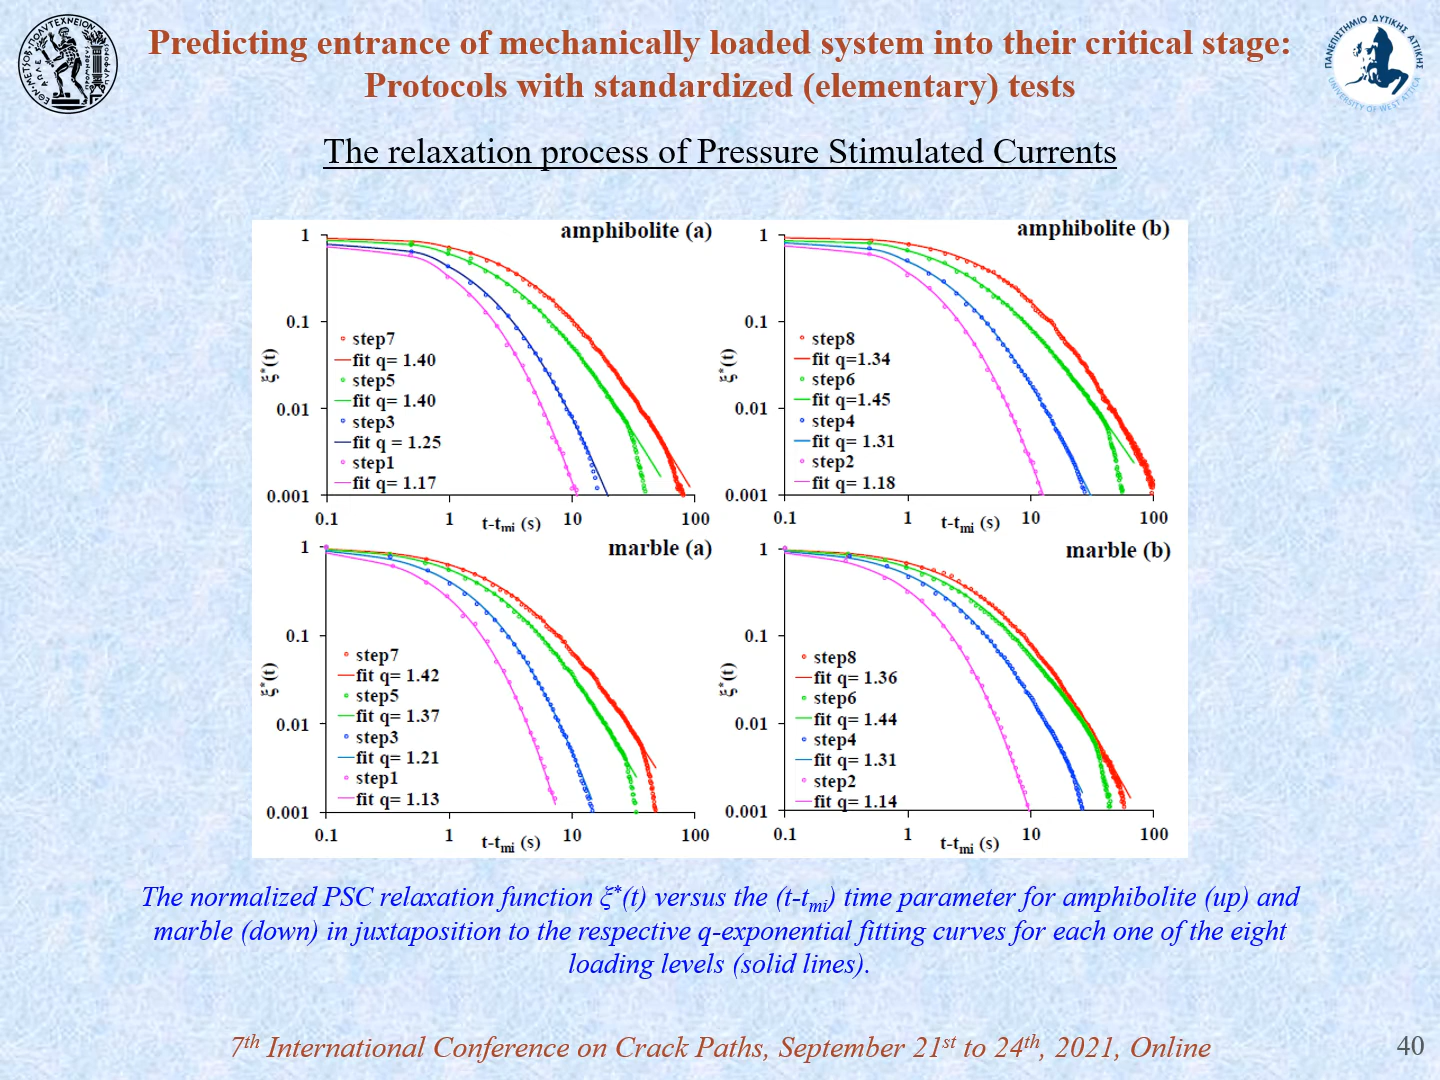 Predicting entrance of mechanically loaded system into their critical stage:
Protocols with standardized (elementary) tests
The relaxation process of Pressure Stimulated Currents
amphibolite (a)
1
0.1
0.01
0.001
ξ*(t)
step7
fit q= 1.40
step5
fit q= 1.40
step3
fit q = 1.25
step1
fit q= 1.17
0.1 1 10 100
t-tmi (s)
amphibolite (b)
1
0.1
0.01
0.001
ξ*(t)
step8
fit q=1.34
step6
fit q=1.45
step4
fit q= 1.31
step2
fit q= 1.18
0.1 1 10 100
t-tmi (s)
marble (a)
1
0.1
0.01
0.001
ξ*(t)
step7
fit q= 1.42
step5
fit q= 1.37
step3
fit q= 1.21
step1
fit q= 1.13
0.1 1 10 100
t-tmi (s)
marble (b)
1
0.1
0.01
0.001
ξ*(t)
step8
fit q= 1.36
step6
fit q= 1.44
step4
fit q= 1.31
step2
fit q= 1.14
0.1 1 10 100
t-tmi (s)
The normalized PSC relaxation function ξ*(t) versus the (t-tmi) time parameter for amphibolite (up) and
marble (down) in juxtaposition to the respective q-exponential fitting curves for each one of the eight
loading levels (solid lines).
7th International Conference on Crack Paths, September 21st to 24th, 2021, Online
40
ΠΑΝΕΠΙΣΤΗΜΙΟ ΔΥΤΙΚΗΣ ΑΤΤΙΚΗΣ
UNIVERSITY OF WEST ATTICA